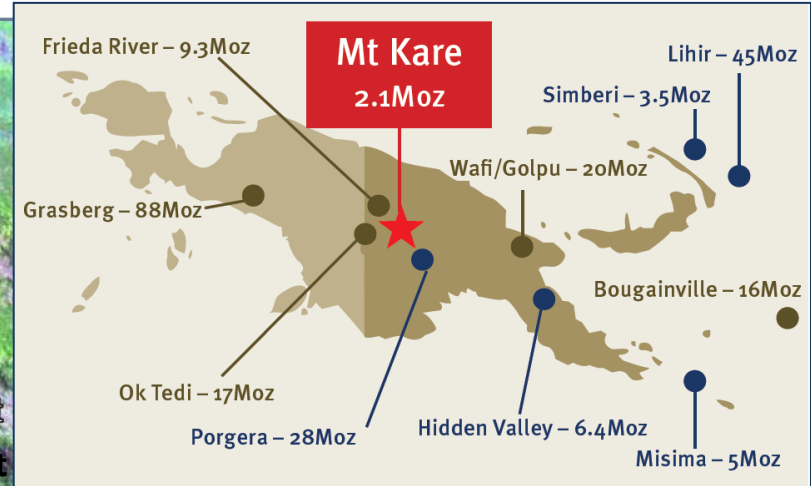 Frieda River – 9.3Moz
Mt Kare
2.1Moz
Lihir – 45Moz
Simberi – 3.5Moz
Wafi/Golpu – 20Moz
Grasberg – 88Moz
Bougainville – 16Moz
Ok Tedi – 17Moz
Porgera – 28Moz
Hidden Valley – 6.4Moz
Misima – 5Moz